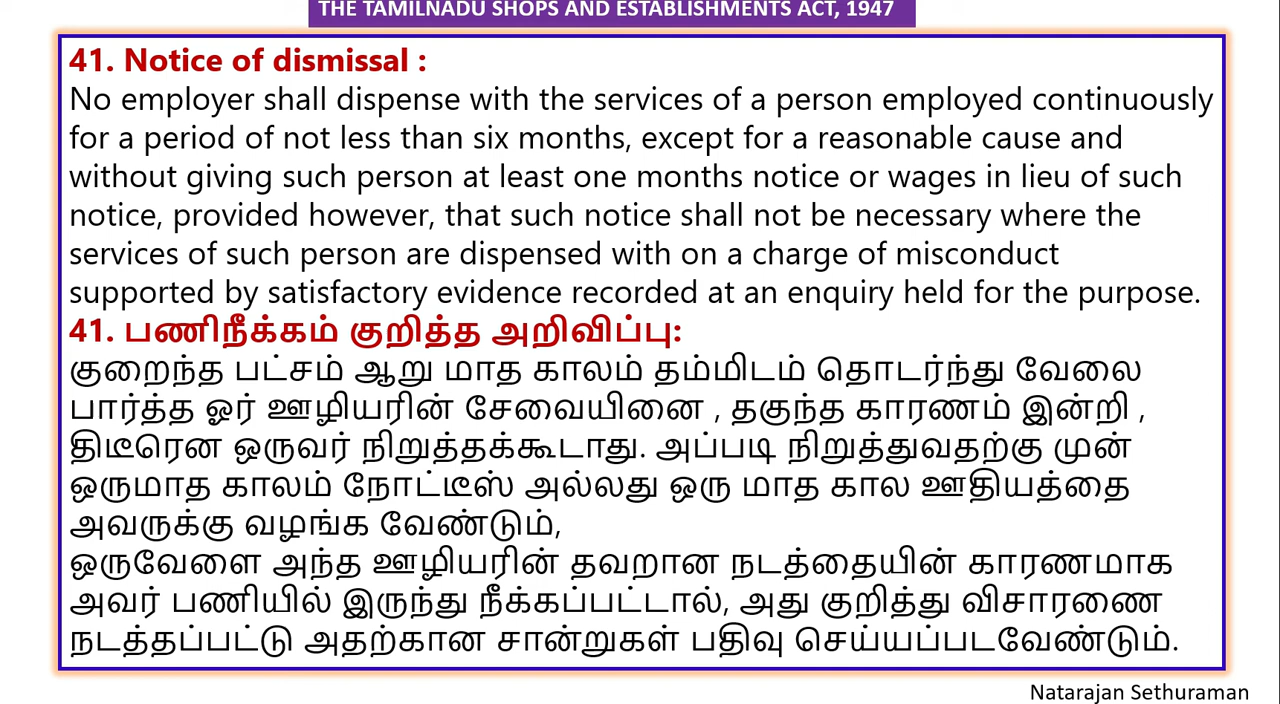 THE TAMILNADU SHOPS AND ESTABLISHMENTS ACT, 1947
41. Notice of dismissal :
No employer shall dispense with the services of a person employed continuously
for a period of not less than six months, except for a reasonable cause and
without giving such person at least one months notice or wages in lieu of such
notice, provided however, that such notice shall not be necessary where the
services of such person are dispensed with on a charge of misconduct
supported by satisfactory evidence recorded at an enquiry held for the purpose.
41. பணிநீக்கம் குறித்த அறிவிப்பு:
குறைந்த பட்சம் ஆறு மாத காலம் தம்மிடம் தொடர்ந்து வேலை
பார்த்த ஓர் ஊழியரின் சேவையினை , தகுந்த காரணம் இன்றி ,
திடீரென ஒருவர் நிறுத்தக்கூடாது. அப்படி நிறுத்துவதற்கு முன்
ஒருமாத காலம் நோட்டீஸ் அல்லது ஒரு மாத கால ஊதியத்தை
அவருக்கு வழங்க வேண்டும்,
ஒருவேளை அந்த ஊழியரின் தவறான நடத்தையின் காரணமாக
அவர் பணியில் இருந்து நீக்கப்பட்டால், அது குறித்து விசாரணை
நடத்தப்பட்டு அதற்கான சான்றுகள் பதிவு செய்யப்படவேண்டும்.
Natarajan Sethuraman